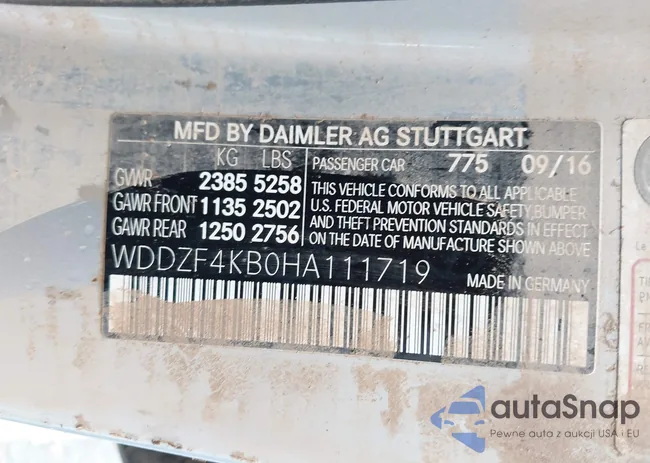 MFD BY DAIMLER AG STUTTGART
KG LBS
GVWR 2385 5258
GAWR FRONT 1135 2502
GAWR REAR 1250 2756
PASSENGER CAR 775 09/16
THIS VEHICLE CONFORMS TO ALL APPLICABLE
U.S. FEDERAL MOTOR VEHICLE SAFETY, BUMPER
AND THEFT PREVENTION STANDARDS IN EFFECT
ON THE DATE OF MANUFACTURE SHOWN ABOVE.
WDDZF4KB0HA111719
MADE IN GERMANY
autoSnap
Pewne auta z aukcji USA i EU